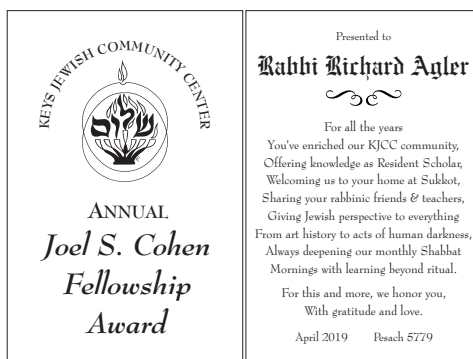 KEYS JEWISH COMMUNITY CENTER
שלום
ANNUAL
Joel S. Cohen
Fellowship
Award
Presented to
Rabbi Richard Agler
For all the years
You've enriched our KJCC community,
Offering knowledge as Resident Scholar,
Welcoming us to your home at Sukkot,
Sharing your rabbinic friends & teachers,
Giving Jewish perspective to everything
From art history to acts of human darkness,
Always deepening our monthly Shabbat
Mornings with learning beyond ritual.
For this and more, we honor you,
With gratitude and love.
April 2019 Pesach 5779